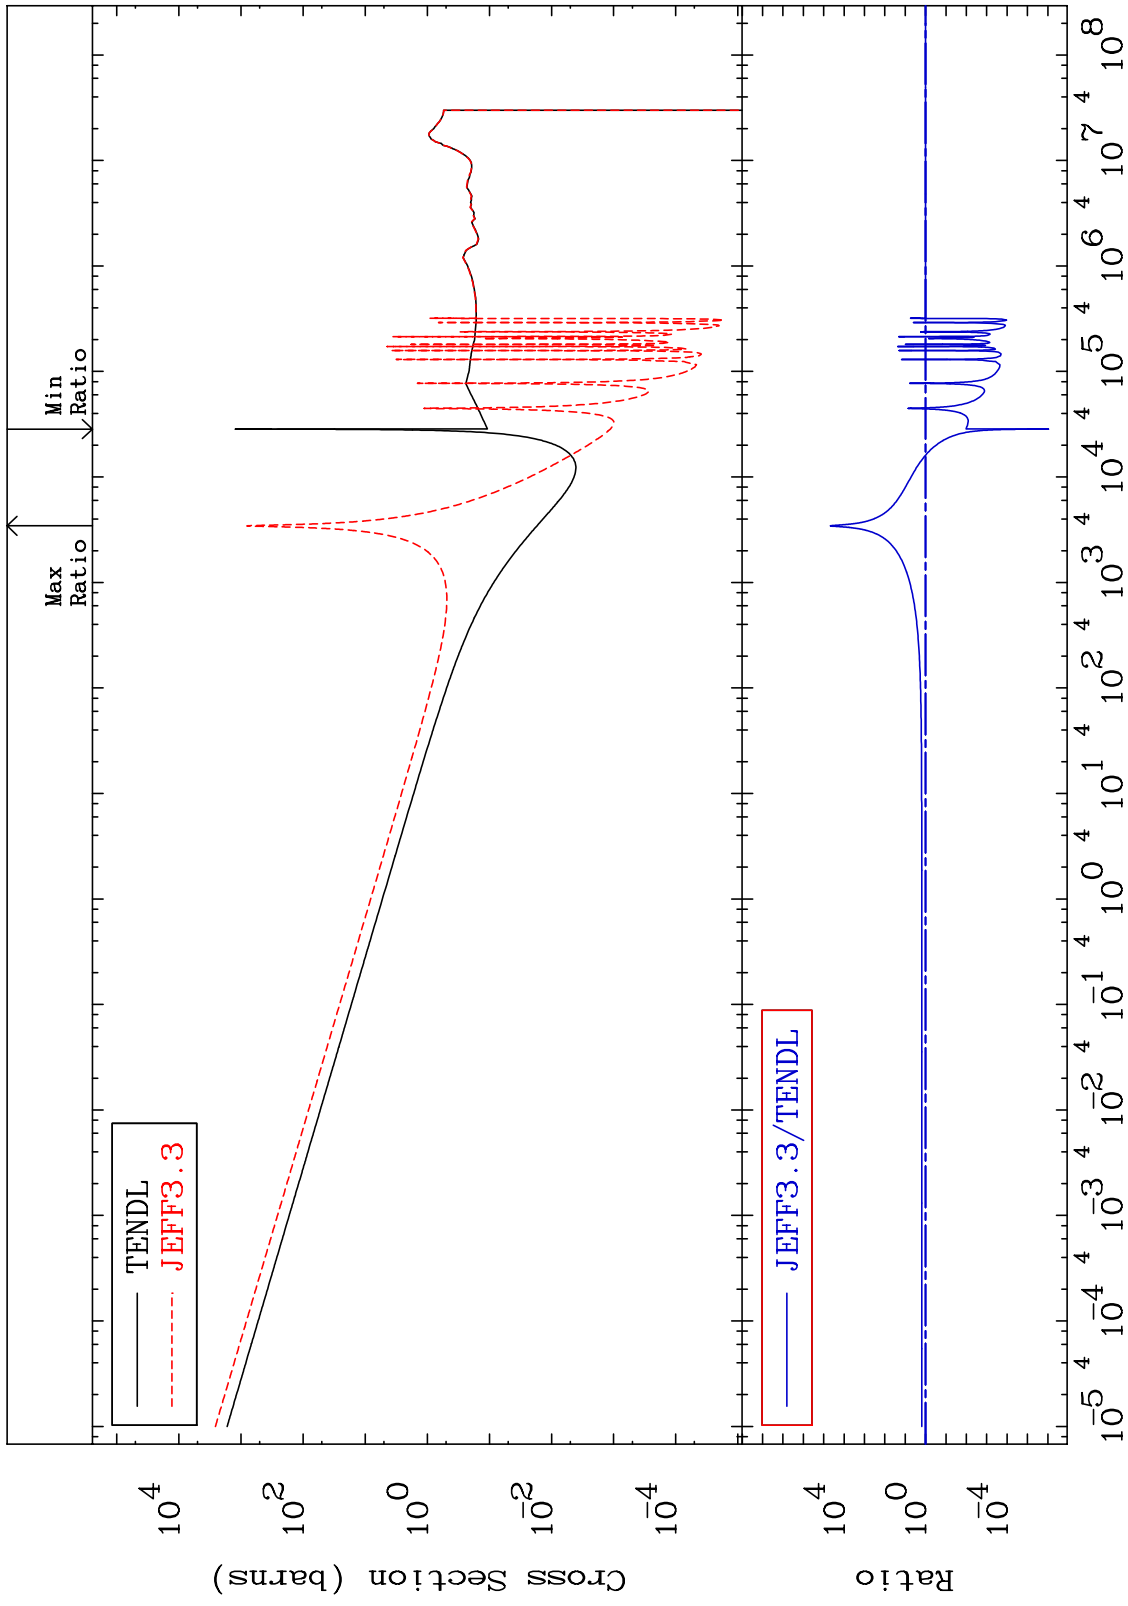 Max
Ratio
Min
Ratio
TENDL
JEFF3.3
10^4
10^2
10^0
10^-2
10^-4
Cross Section (barns)
JEFF3.3/TENDL
10^4
10^0
10^-4
Ratio
10^-5 4 10^-4 4 10^-3 4 10^-2 4 10^-1 4 10^0 4 10^1 4 10^2 4 10^3 4 10^4 4 10^5 4 10^6 4 10^7 4 10^8